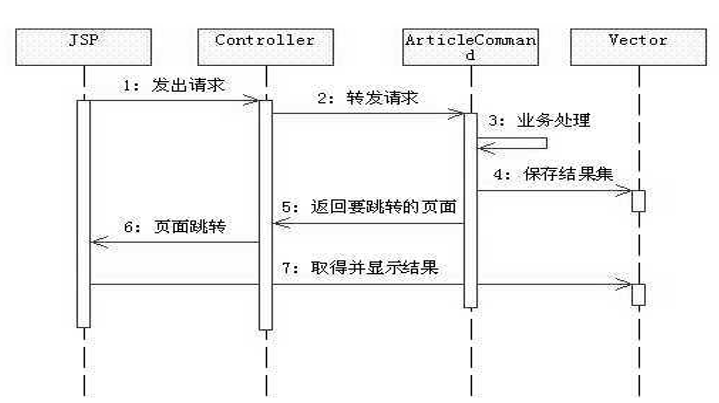 JSP
Controller
ArticleComman
d
Vector
1: 发出请求
2: 转发请求
3: 业务处理
4: 保存结果集
5: 返回要跳转的页面
6: 页面跳转
7: 取得并显示结果